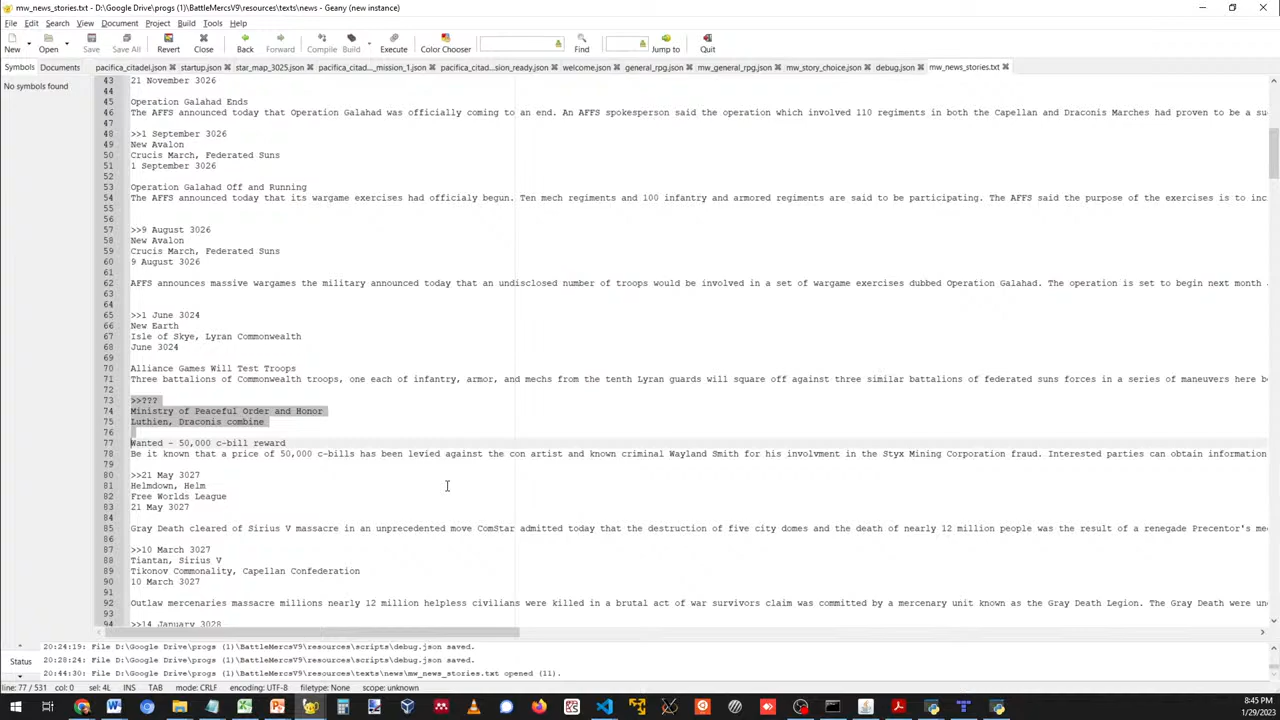 mw_news_stories.txt - D:\Google Drive\progs (1)\BattleMercsV9\resources\texts\news - Geany (new instance)
File Edit Search View Document Project Build Tools Help
New Open Save Save All Revert Close Back Forward Compile Build Execute Color Chooser Find Jump to Quit
Symbols Documents pacifica_citadel.json startup.json star_map_3025.json pacifica_citad..._mission_1.json pacifica_citad...sion_ready.json welcome.json general_rpg.json mw_general_rpg.json mw_story_choice.json debug.json mw_news_stories.txt
No symbols found
43 21 November 3026
44
45 Operation Galahad Ends
46 The AFFS announced today that Operation Galahad was officially coming to an end. An AFFS spokesperson said the operation which involved 110 regiments in both the Capellan and Draconis Marches had proved to be a su
47
48 >>1 September 3026
49 New Avalon
50 Crucis March, Federated Suns
51 1 September 3026
52
53 Operation Galahad Off and Running
54 The AFFS announced today that its wargame exercises had officialy begun. Ten mech regiments and 100 infantry and armored regiments are said to be participating. The AFFS said the purpose of the exercises is to inc
55
56
57 >>9 August 3026
58 New Avalon
59 Crucis March, Federated Suns
60 9 August 3026
61
62 AFFS announces massive wargames the military announced today that an undisclosed number of troops would be involved in a set of wargame exercises dubbed Operation Galahad. The operation is set to begin next month
63
64
65 >>1 June 3024
66 New Earth
67 Isle of Skye, Lyran Commonwealth
68 June 3024
69
70 Alliance Games Will Test Troops
71 Three battalions of Commonwealth troops, one each of infantry, armor, and mechs from the tenth Lyran guards will square off against three similar battalions of federated suns forces in a series of maneuvers here b
72
73 >>???
74 Ministry of Peaceful Order and Honor
75 Luthien, Draconis combine
76
77 Wanted - 50,000 c-bill reward
78 Be it known that a price of 50,000 c-bills has been levied against the con artist and known criminal Wayland Smith for his involvment in the Styx Mining Corporation fraud. Interested parties can obtain information
79
80 >>21 May 3027
81 Helmdown, Helm
82 Free Worlds League
83 21 May 3027
84
85 Gray Death cleared of Sirius V massacre in an unprecedented move ComStar admitted today that the destruction of five city domes and the death of nearly 12 million people was the result of a renegade Precentor's me
86
87 >>10 March 3027
88 Tiantan, Sirius V
89 Tikonov Commonality, Capellan Confederation
90 10 March 3027
91
92 Outlaw mercenaries massacre millions nearly 12 million helpless civilians were killed in a brutal act of war survivors claim was committed by a mercenary unit known as the Gray Death Legion. The Gray Death were un
93
94 >>14 January 3028
Status
20:24:19: File D:\Google Drive\progs (1)\BattleMercsV9\resources\scripts\debug.json saved.
20:28:24: File D:\Google Drive\progs (1)\BattleMercsV9\resources\scripts\debug.json saved.
20:44:30: File D:\Google Drive\progs (1)\BattleMercsV9\resources\texts\news\mw_news_stories.txt opened (11).
line: 77 / 531 col: 0 sel: 4L INS TAB mode: CRLF encoding: UTF-8 filetype: None scope: unknown
8:45 PM
1/29/2023